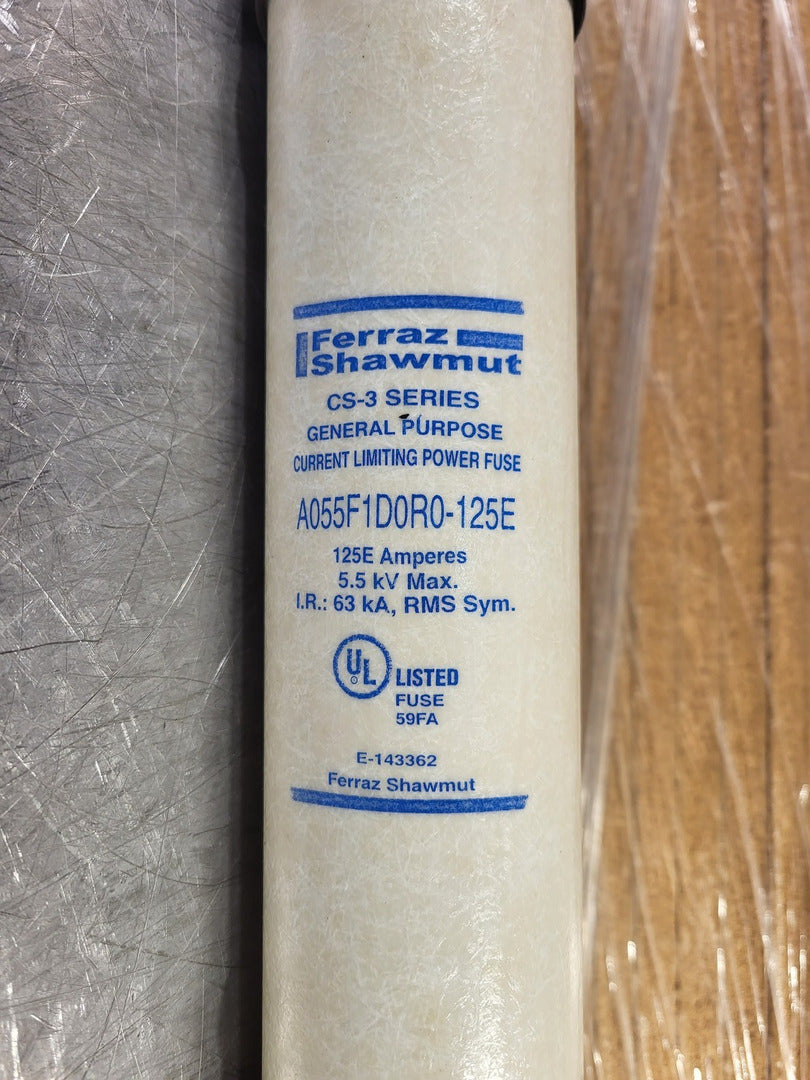 Ferraz
Shawmut
CS-3 SERIES
GENERAL PURPOSE
CURRENT LIMITING POWER FUSE
A055F1D0R0-125E
125E Amperes
5.5 kV Max.
I.R.: 63 kA, RMS Sym.
UL LISTED
FUSE
59FA
E-143362
Ferraz Shawmut